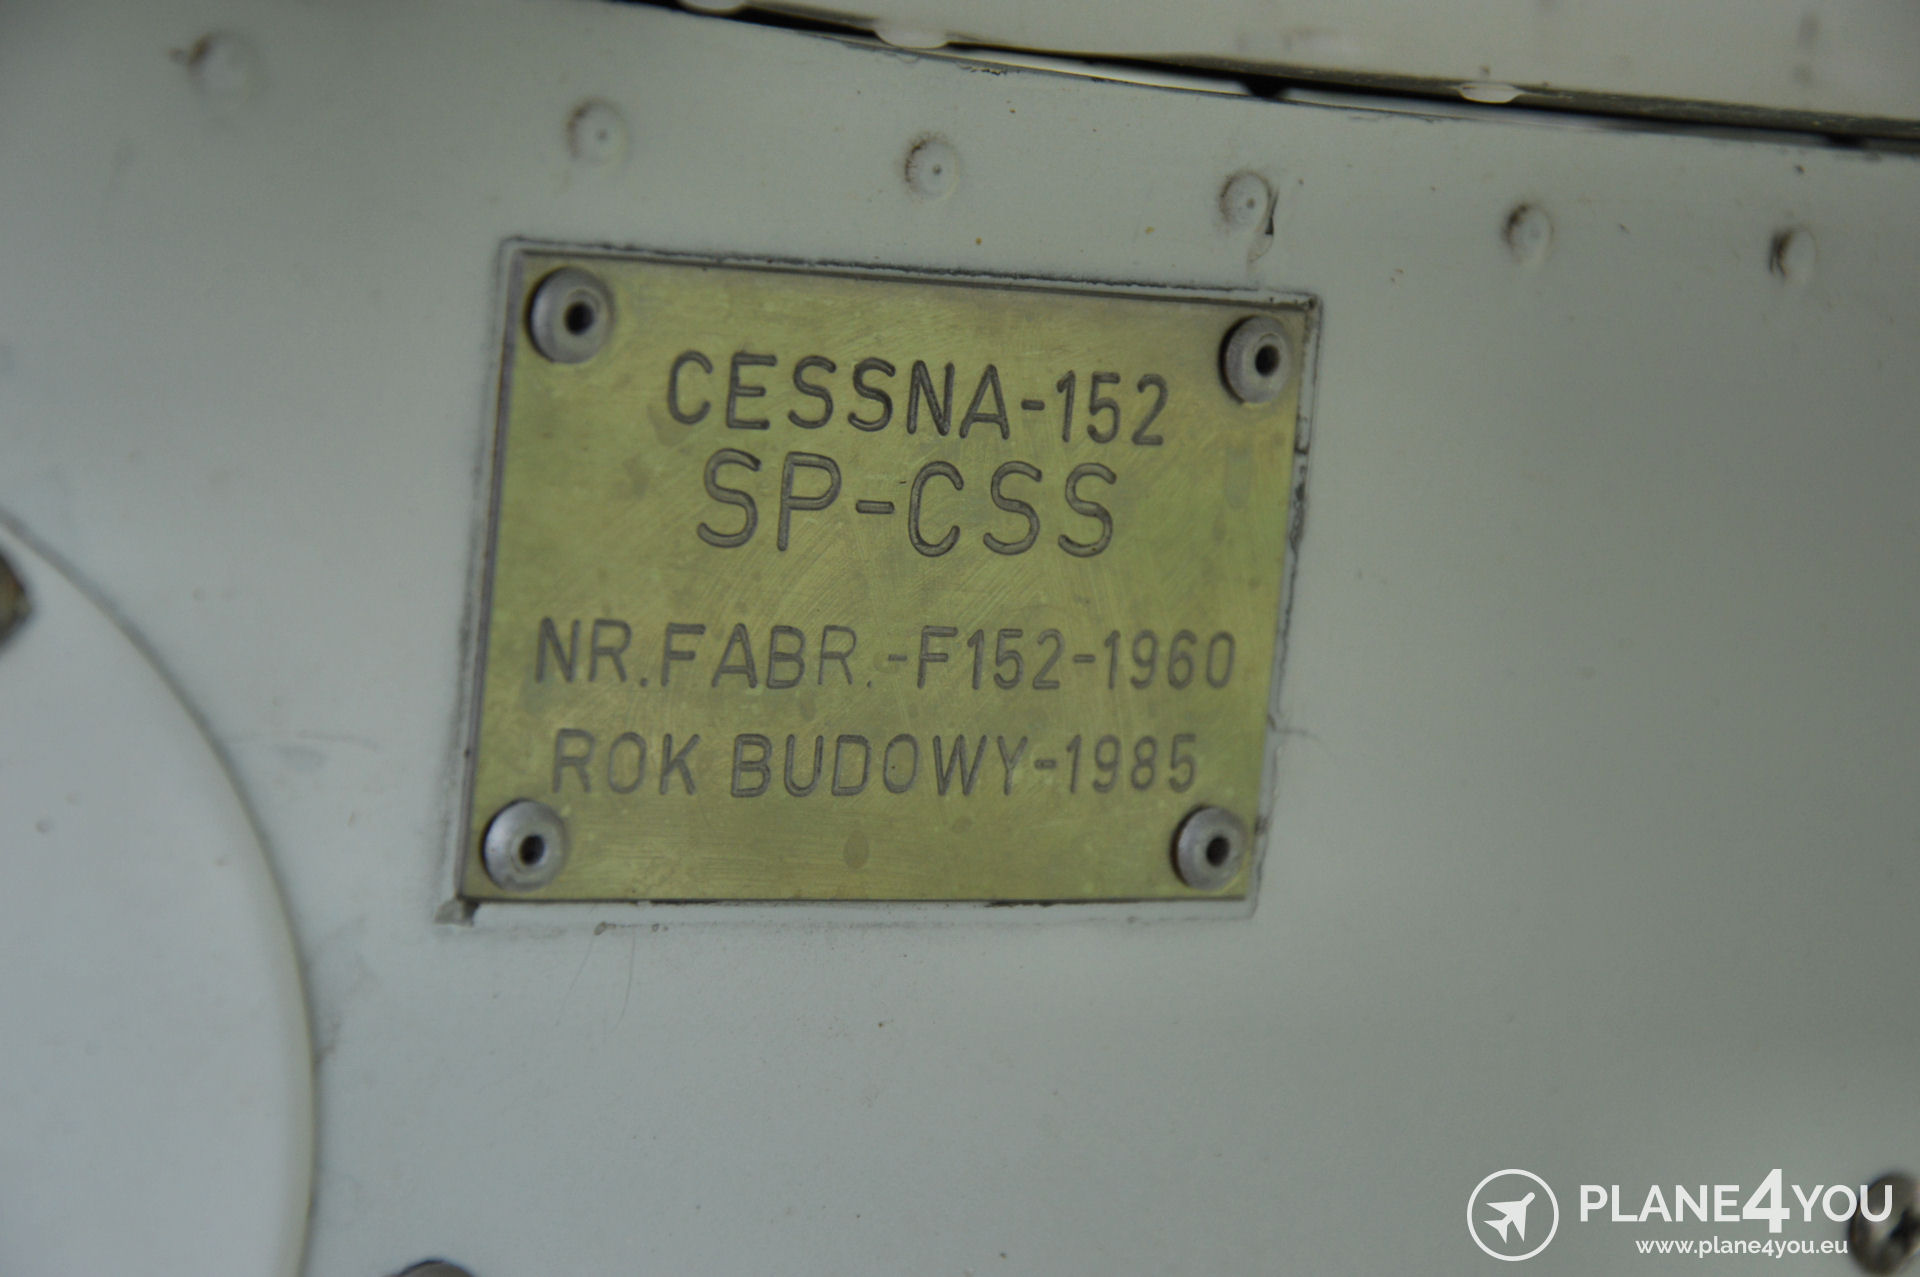 CESSNA-152
SP-CSS
NR.FABR.-F152-1960
ROK BUDOWY-1985
PLANE4YOU
www.plane4you.eu